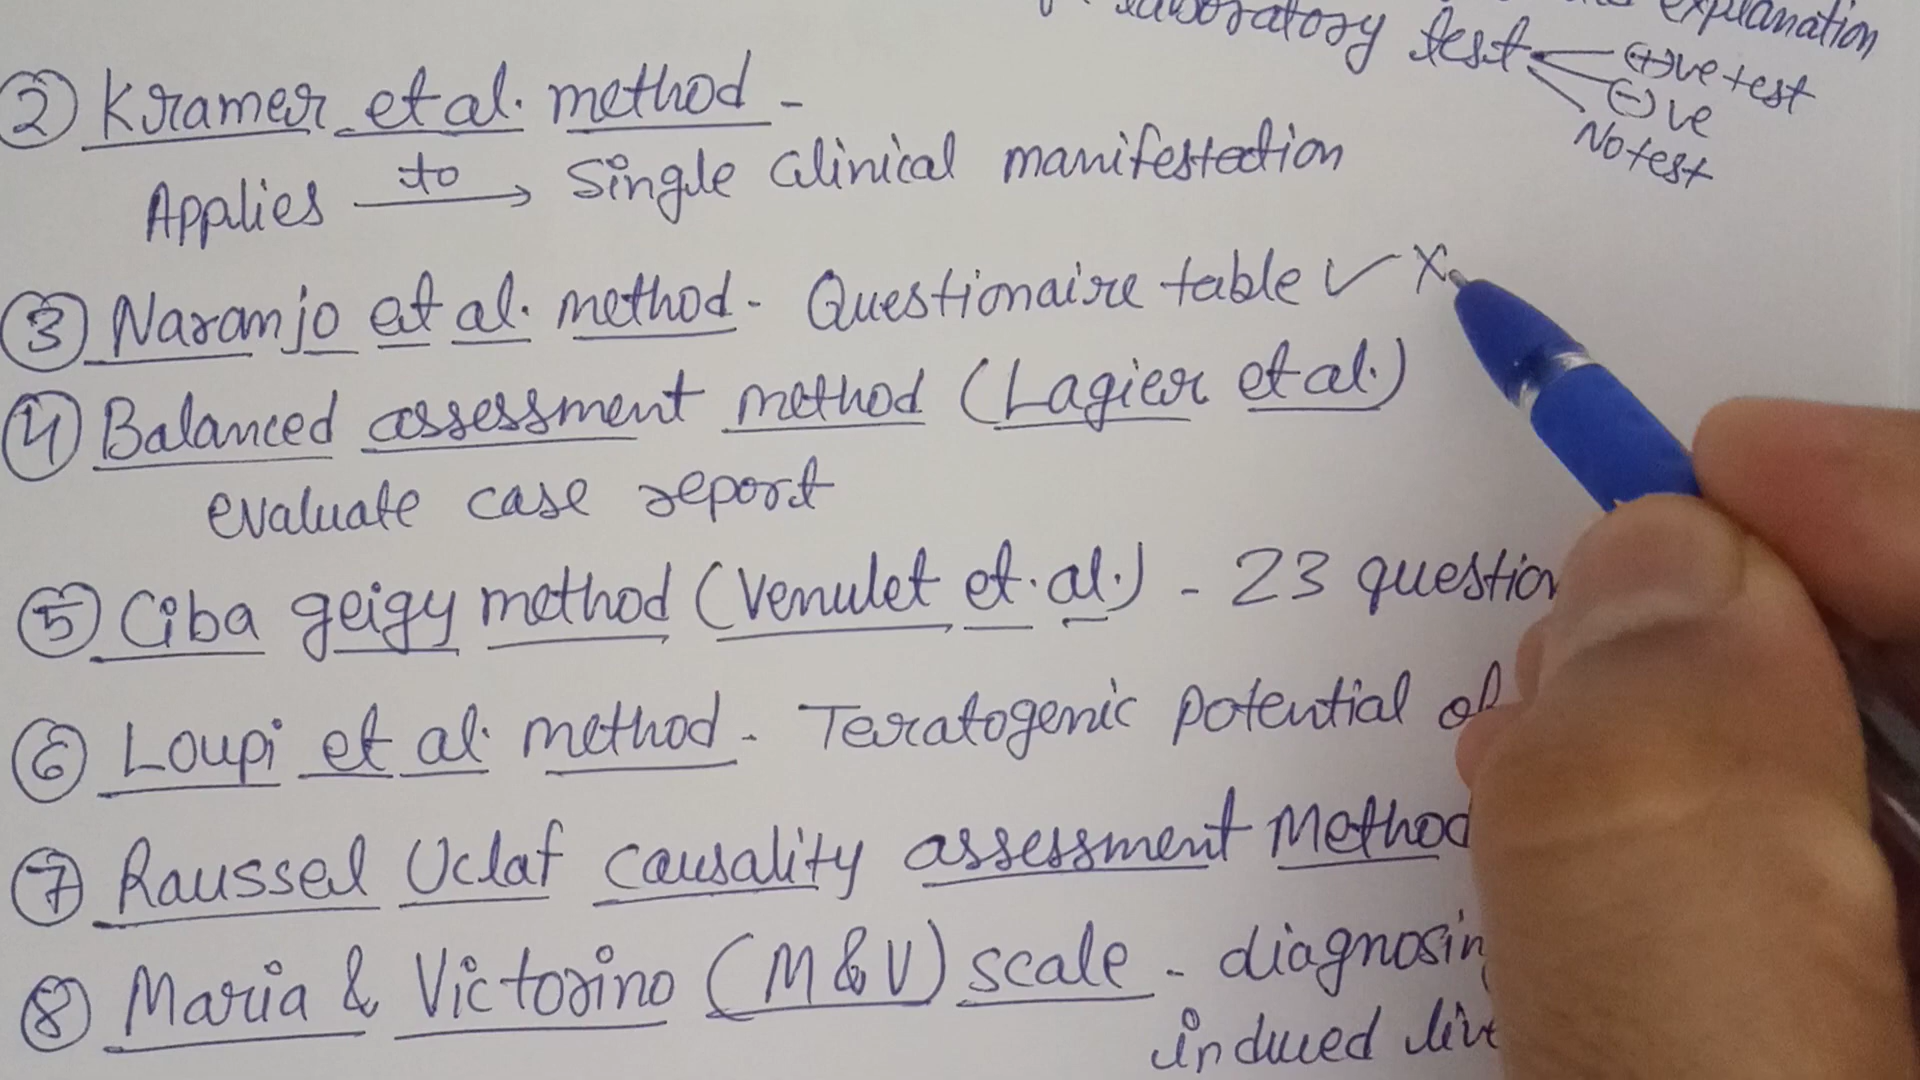 explanation
laboratory test
(+)ve test
(-)ve
No test
② Kramer et al. method -
Applies to → Single clinical manifestation
③ Naranjo et al. method - Questionaire table ✓ X
④ Balanced assessment method (Lagier et al.)
evaluate case report
⑤ Ciba geigy method (Venulet et. al.) - 23 question
⑥ Loupi et al. method - Teratogenic potential of
⑦ Raussel Uclaf causality assessment Method
⑧ Maria & Victorino (M&V) scale - diagnosin
induced live